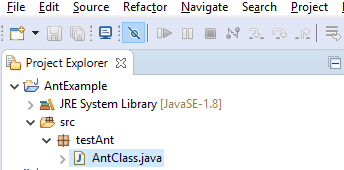 File Edit Source Refactor Navigate Search Project
Project Explorer
AntExample
JRE System Library [JavaSE-1.8]
src
testAnt
AntClass.java